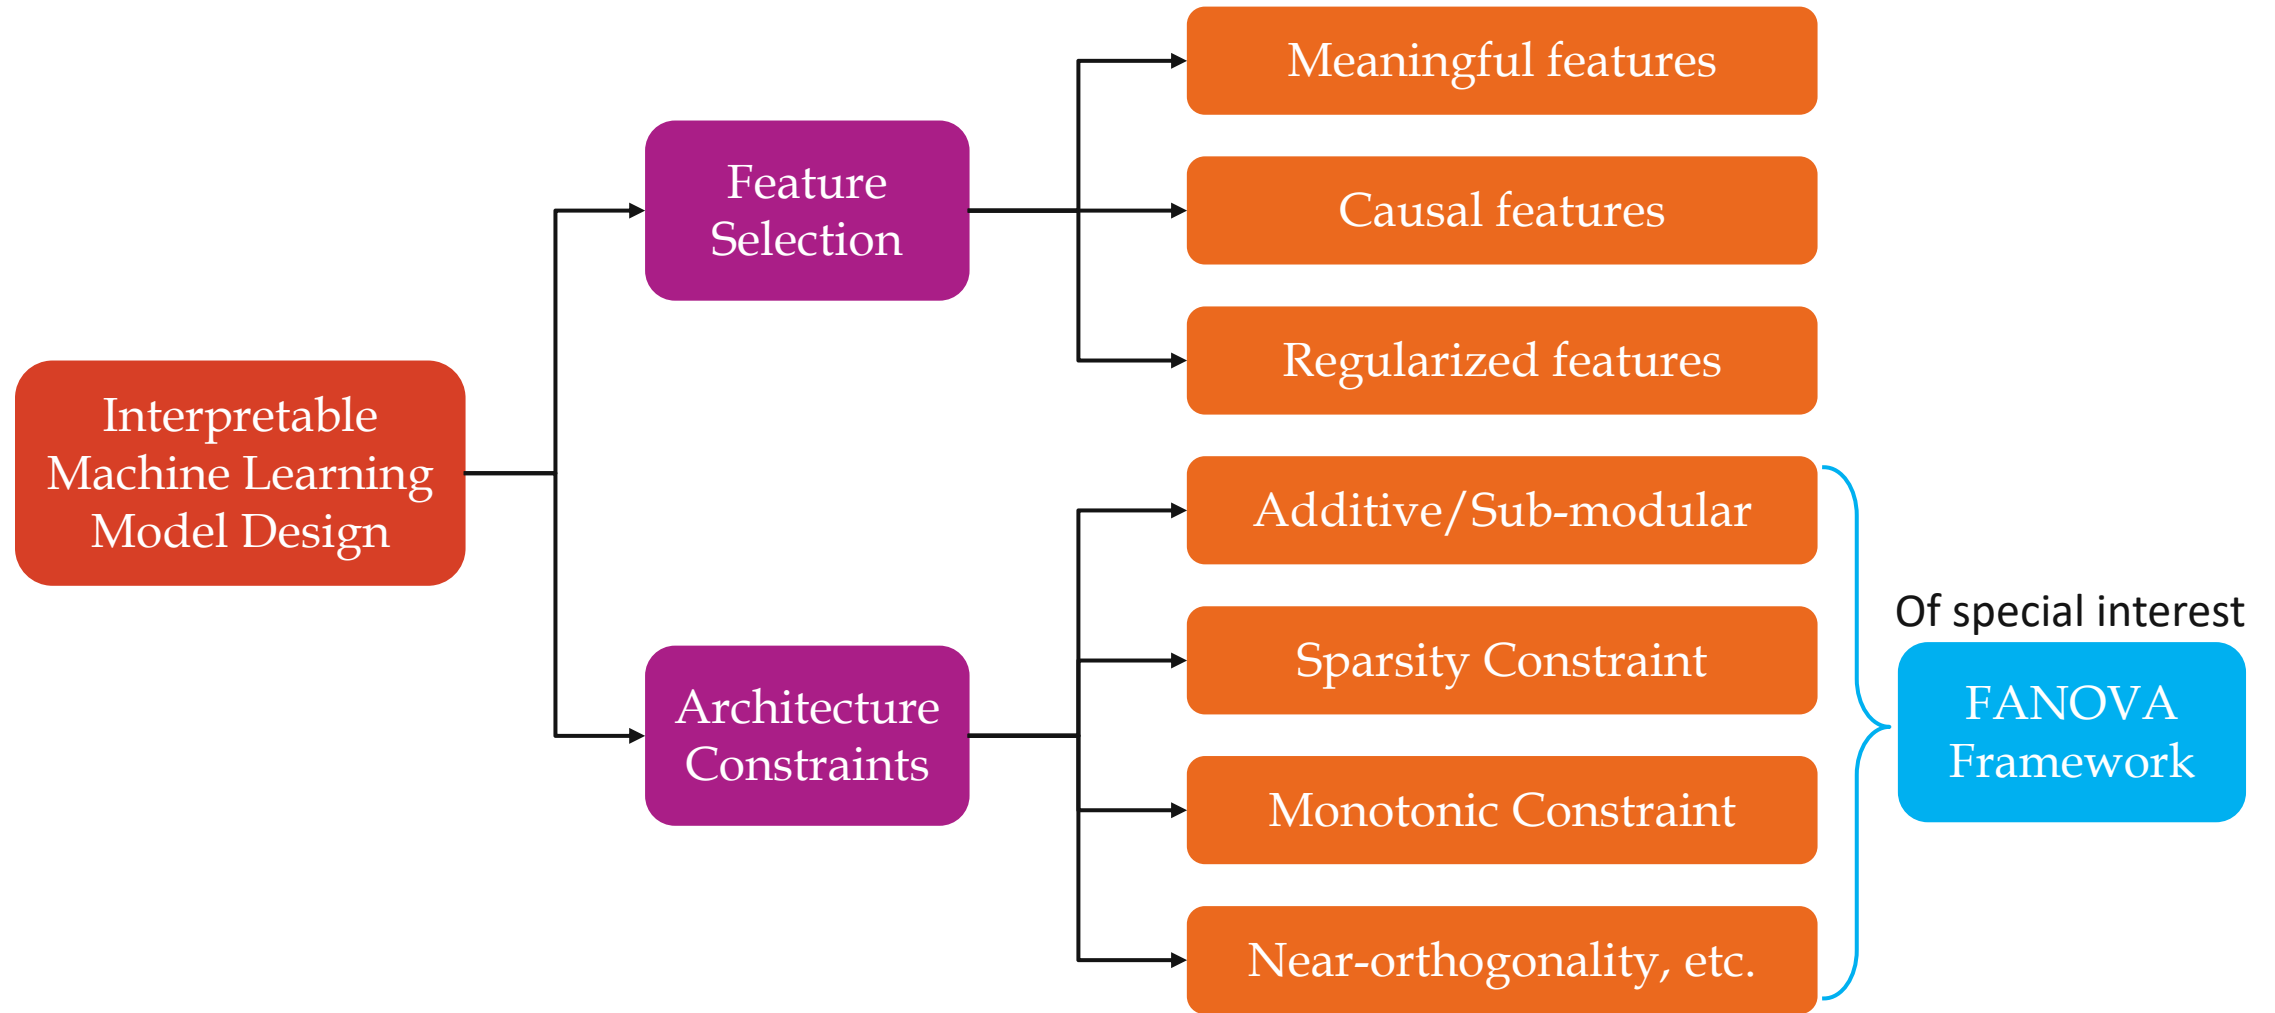 Interpretable
Machine Learning
Model Design
Feature
Selection
Architecture
Constraints
Meaningful features
Causal features
Regularized features
Additive/Sub-modular
Sparsity Constraint
Monotonic Constraint
Near-orthogonality, etc.
Of special interest
FANOVA
Framework